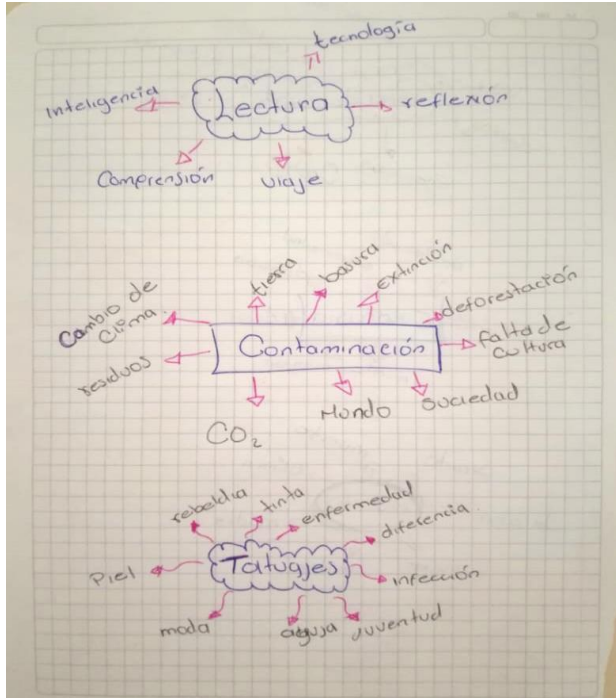 tecnología
Inteligencia
Lectura
reflexión
Comprensión
viaje
tierra
basura
extinción
Cambio de
Clima.
deforestación
Contaminación
falta de
cultura
residuos
CO₂
Mundo
Sociedad
rebeldia
tinta
enfermedad
diferencia
Piel
Tatuajes
infección
moda
aguja
Juventud